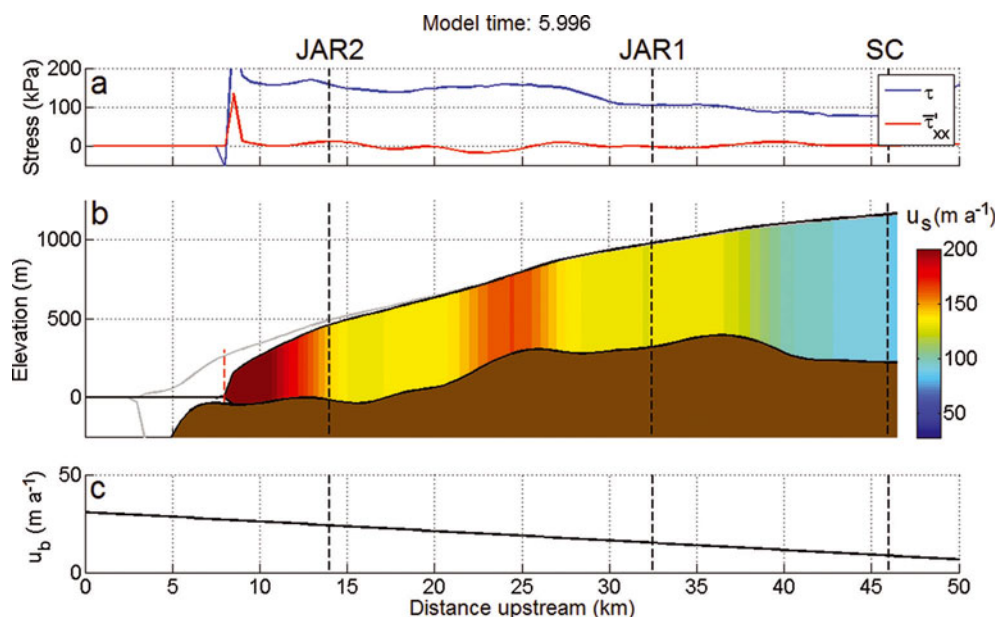 Model time: 5.996
JAR2 JAR1 SC
a
200
100
0
Stress (kPa)
τ
τ̅'xx
b
1000
500
0
Elevation (m)
us (m a-1)
200
150
100
50
c
50
0
ub (m a-1)
0 5 10 15 20 25 30 35 40 45 50
Distance upstream (km)